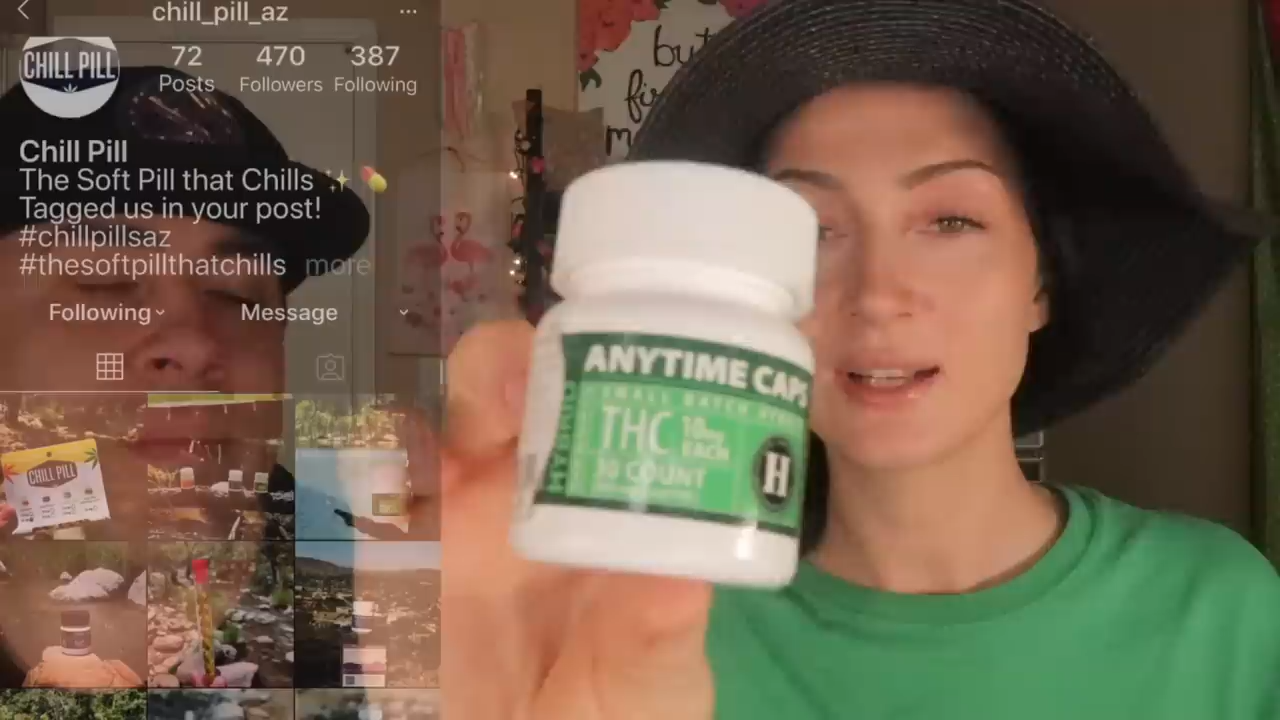 chill_pill_az
CHILL PILL
72
470
387
Posts
Followers
Following
Chill Pill
The Soft Pill that Chills ✨ 💊
Tagged us in your post!
#chillpillsaz
#thesoftpillthatchills more
Following
Message
CHILL PILL
but
ANYTIME CAPS
SMALL BATCH
HYBRID
THC
10mg
EACH
30 COUNT
H